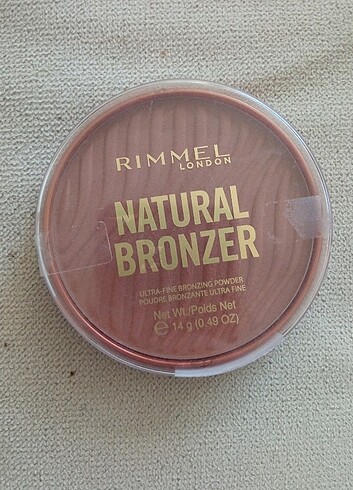 RIMMEL
LONDON
NATURAL
BRONZER
ULTRA-FINE BRONZING POWDER
POUDRE BRONZANTE ULTRA FINE
Net Wt./Poids Net
℮ 14 g (0.49 OZ)